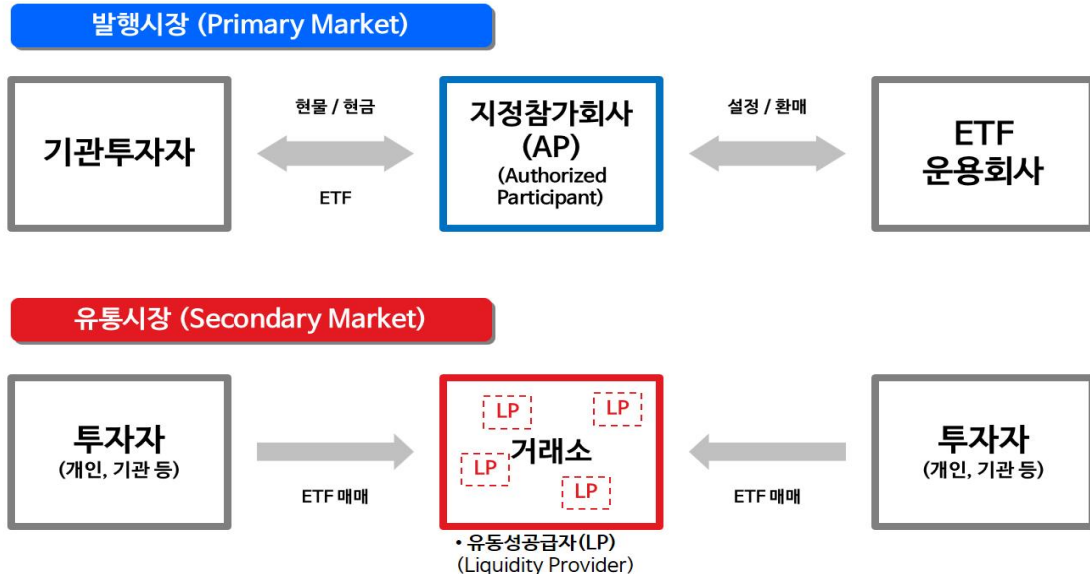 발행시장 (Primary Market)
기관투자자
현물 / 현금
ETF
지정참가회사
(AP)
(Authorized
Participant)
설정 / 환매
ETF
운용회사
유통시장 (Secondary Market)
투자자
(개인, 기관 등)
ETF 매매
LP
LP
거래소
LP
LP
• 유동성공급자(LP)
(Liquidity Provider)
ETF 매매
투자자
(개인, 기관 등)